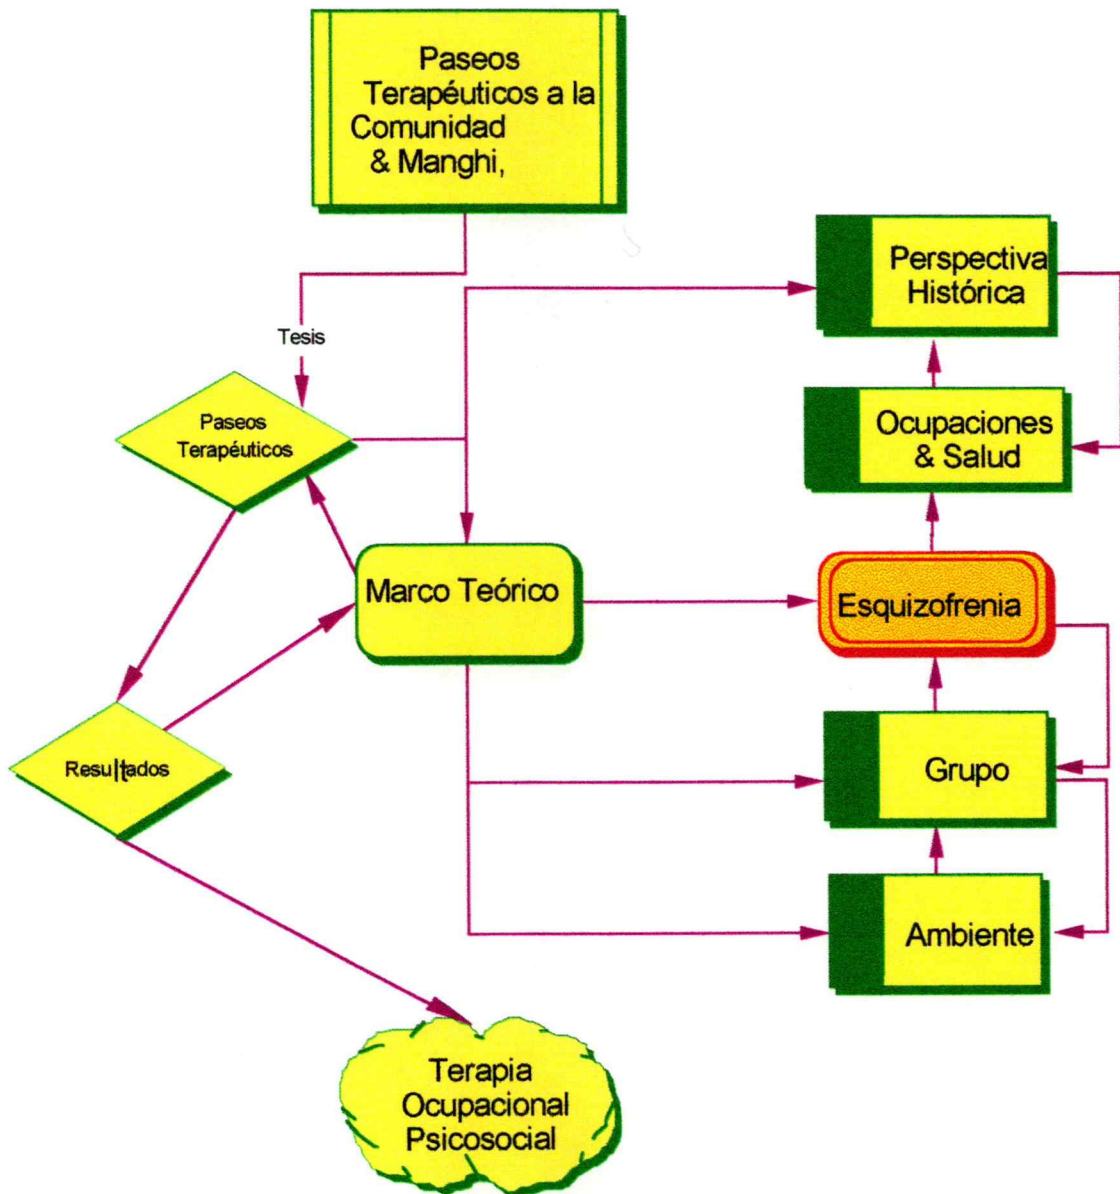 Paseos
Terapéuticos a la
Comunidad
& Manghi,
Perspectiva
Histórica
Tesis
Paseos
Terapéuticos
Ocupaciones
& Salud
Marco Teórico
Esquizofrenia
Resultados
Grupo
Ambiente
Terapia
Ocupacional
Psicosocial